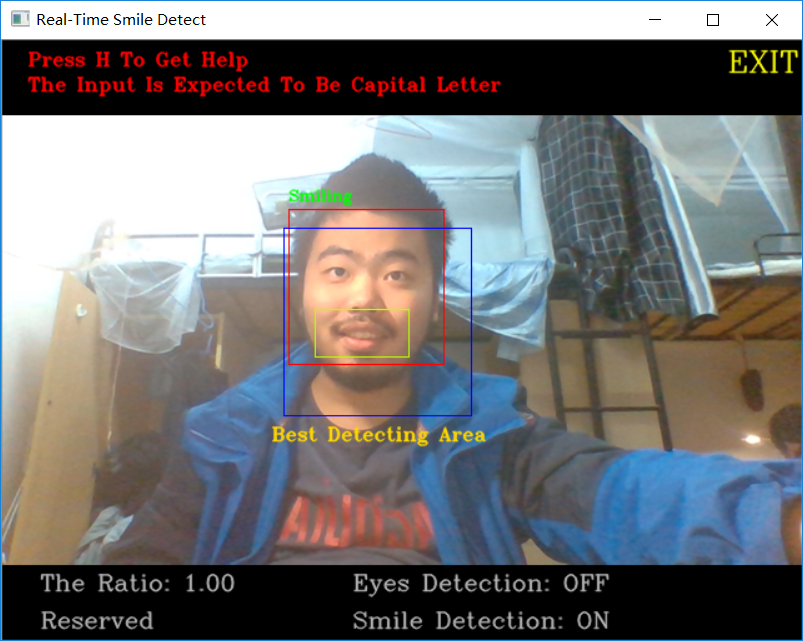 Real-Time Smile Detect
Press H To Get Help
EXIT
The Input Is Expected To Be Capital Letter
Smiling
Best Detecting Area
The Ratio: 1.00
Eyes Detection: OFF
Reserved
Smile Detection: ON